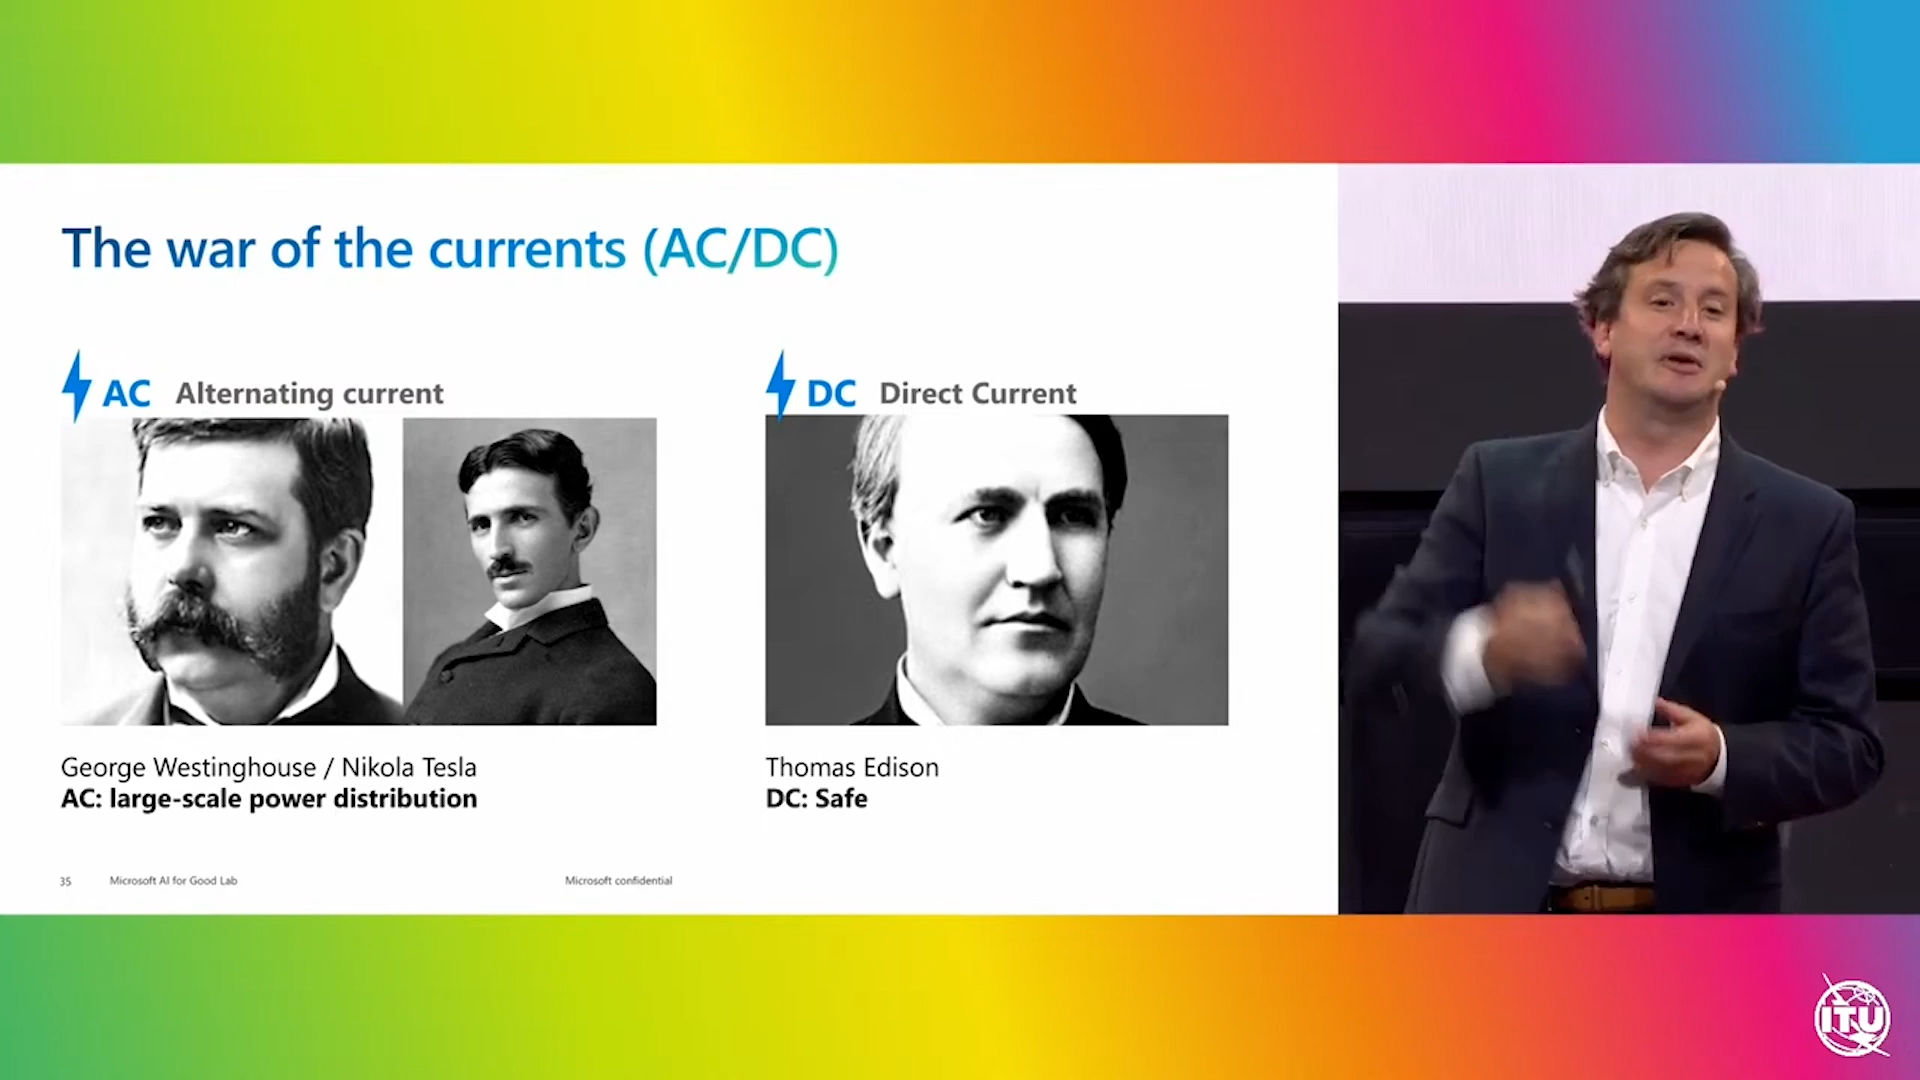 The war of the currents (AC/DC)
AC Alternating current
DC Direct Current
George Westinghouse / Nikola Tesla
AC: large-scale power distribution
Thomas Edison
DC: Safe
35 Microsoft AI for Good Lab Microsoft confidential
ITU